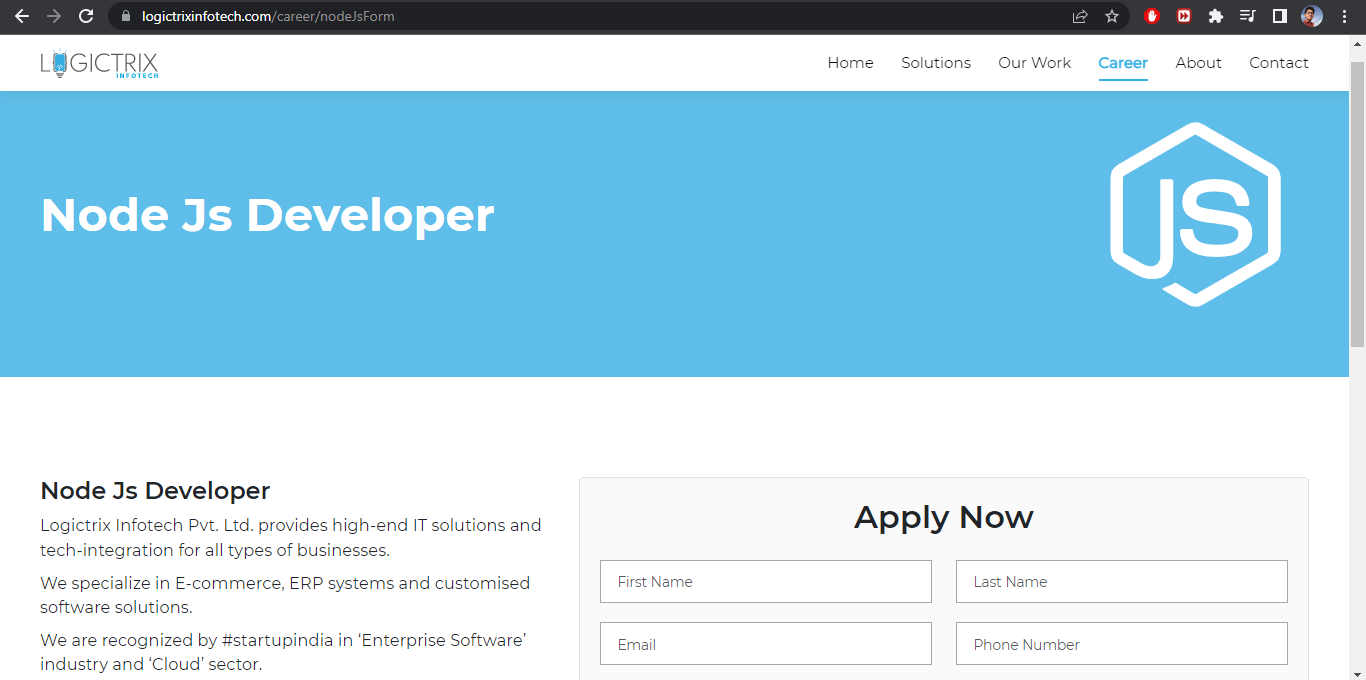 logictrixinfotech.com/career/nodeJsForm
LOGICTRIX
INFOTECH
Home Solutions Our Work Career About Contact
Node Js Developer
JS
Node Js Developer
Logictrix Infotech Pvt. Ltd. provides high-end IT solutions and
tech-integration for all types of businesses.
We specialize in E-commerce, ERP systems and customised
software solutions.
We are recognized by #startupindia in ‘Enterprise Software’
industry and ‘Cloud’ sector.
Apply Now
First Name Last Name
Email Phone Number